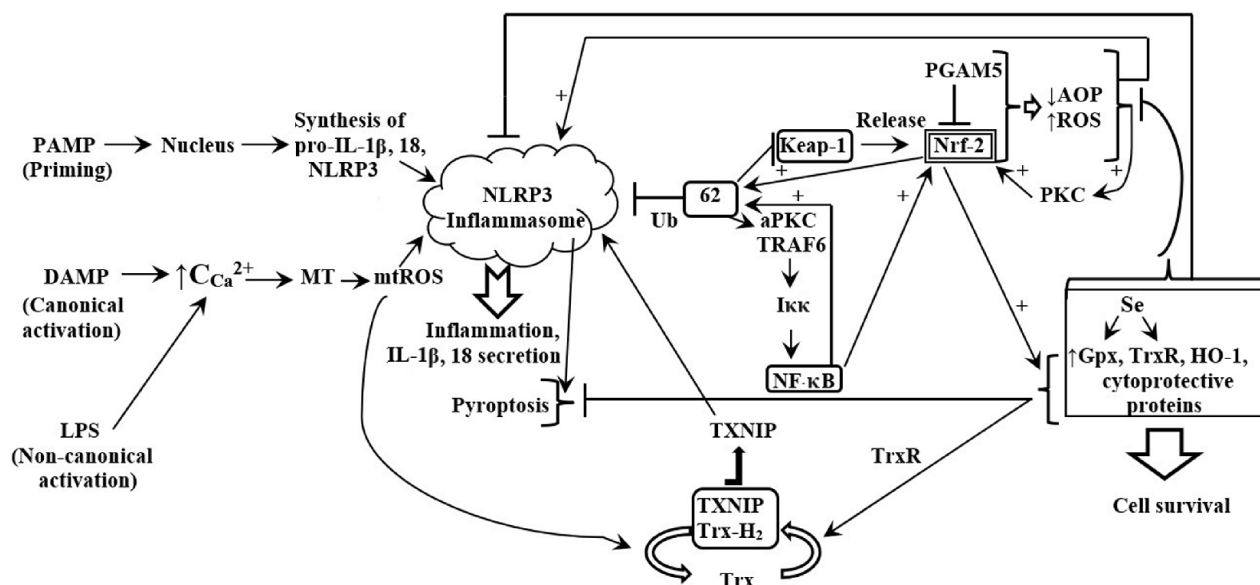 PAMP
(Priming)
Nucleus
Synthesis of
pro-IL-1β, 18,
NLRP3
NLRP3
Inflammasome
DAMP
(Canonical
activation)
↑C_Ca²⁺
MT
mtROS
LPS
(Non-canonical
activation)
Inflammation,
IL-1β, 18 secretion
Pyroptosis
+
Ub
62
Keap-1
Release
PGAM5
Nrf-2
↓AOP
↑ROS
+
+
PKC
+
+
+
aPKC
TRAF6
Iκκ
NF-κB
+
+
Se
↑Gpx, TrxR, HO-1,
cytoprotective
proteins
Cell survival
TXNIP
TrxR
TXNIP
Trx-H₂
Trx